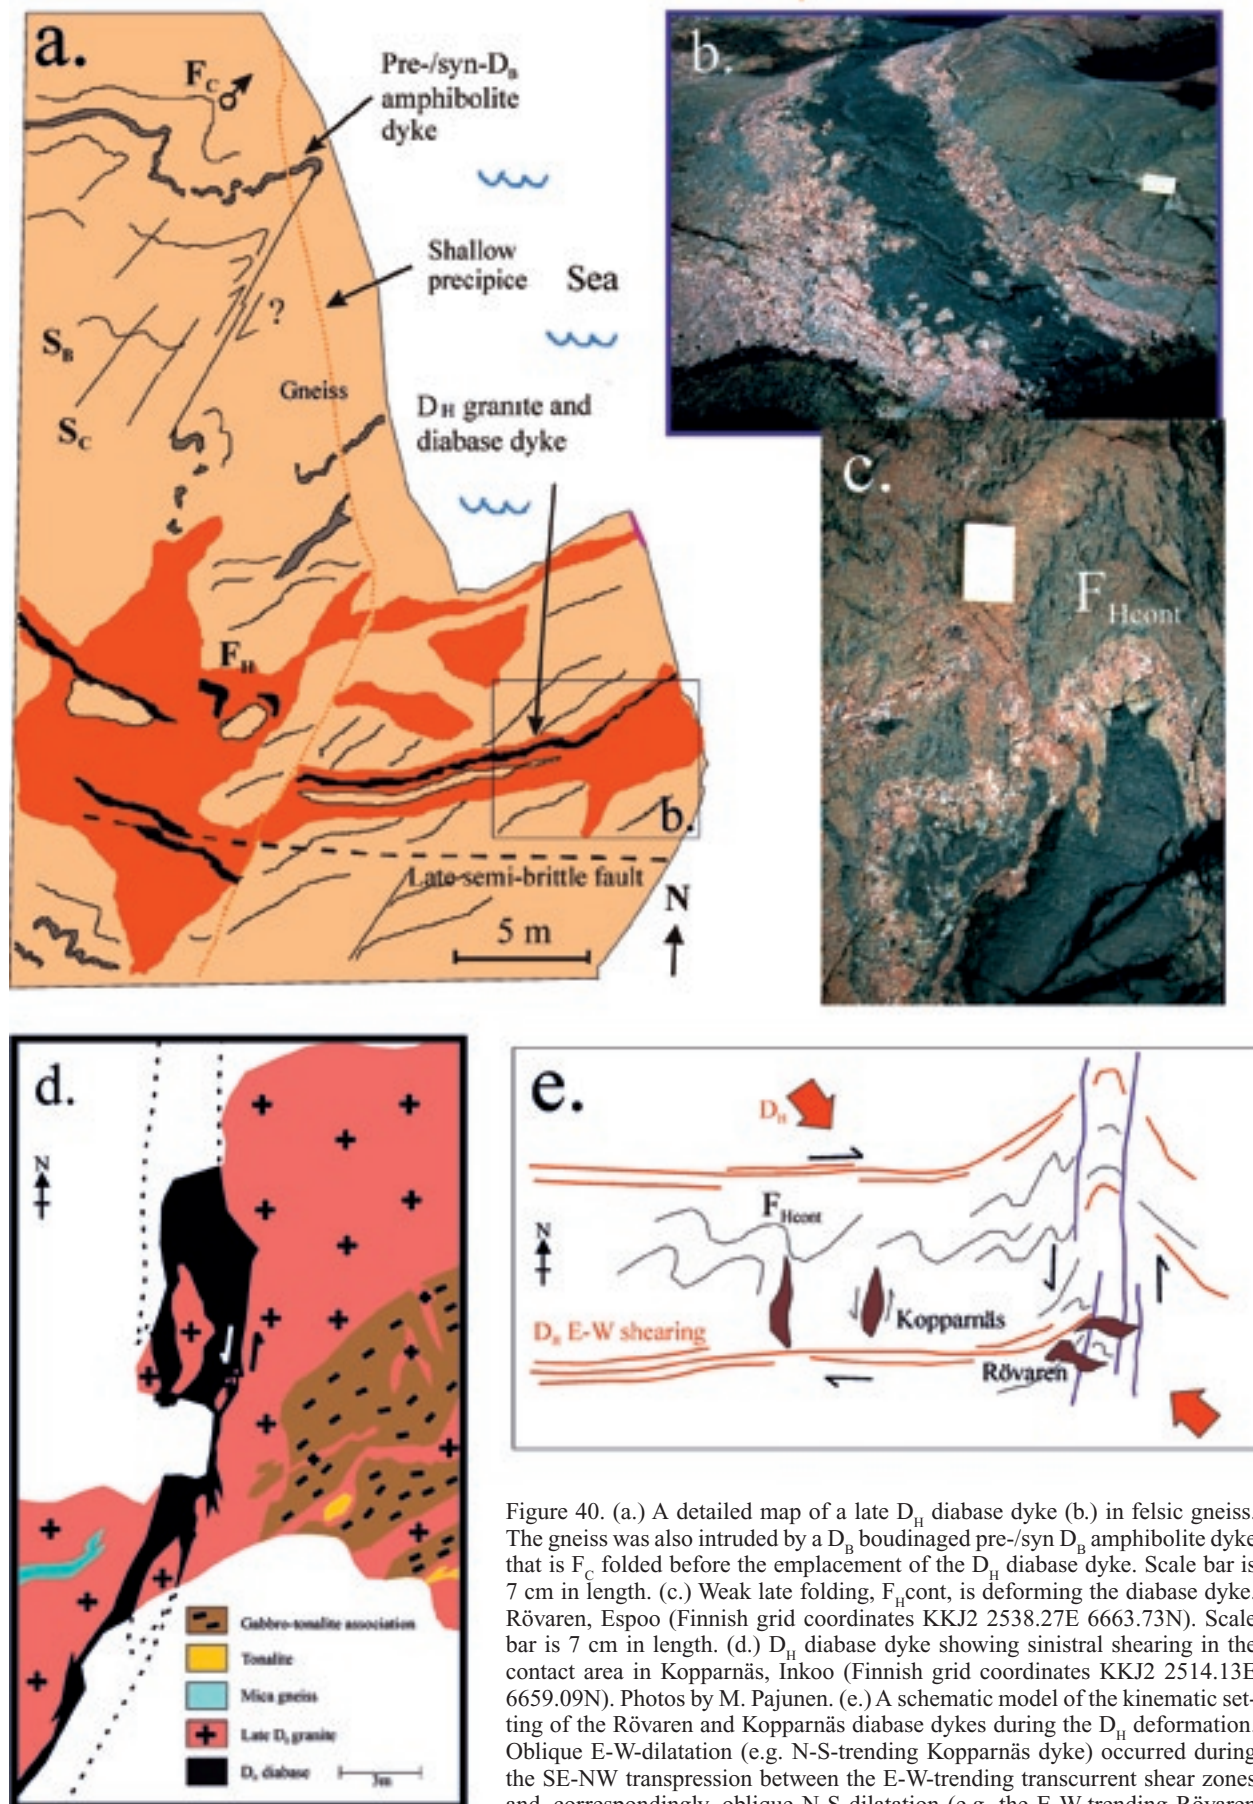 a.
F_C
Pre-/syn-D_B
amphibolite
dyke
Shallow
precipice
Sea
?
S_B
S_C
Gneiss
D_H granite and
diabase dyke
F_H
b.
Late semi-brittle fault
N
5 m
b.
c.
F_Hcont
d.
N
Gabbro-tonalite association
Tonalite
Mica gneiss
Late D_H granite
D_H diabase
3m
e.
D_H
F_Hcont
N
Kopparnäs
D_H E-W shearing
Rövaren
Figure 40. (a.) A detailed map of a late D_H diabase dyke (b.) in felsic gneiss.
The gneiss was also intruded by a D_B boudinaged pre-/syn D_B amphibolite dyke
that is F_C folded before the emplacement of the D_H diabase dyke. Scale bar is
7 cm in length. (c.) Weak late folding, F_Hcont, is deforming the diabase dyke.
Rövaren, Espoo (Finnish grid coordinates KKJ2 2538.27E 6663.73N). Scale
bar is 7 cm in length. (d.) D_H diabase dyke showing sinistral shearing in the
contact area in Kopparnäs, Inkoo (Finnish grid coordinates KKJ2 2514.13E
6659.09N). Photos by M. Pajunen. (e.) A schematic model of the kinematic set-
ting of the Rövaren and Kopparnäs diabase dykes during the D_H deformation.
Oblique E-W-dilatation (e.g. N-S-trending Kopparnäs dyke) occurred during
the SE-NW transpression between the E-W-trending transcurrent shear zones
and, correspondingly, oblique N-S-dilatation (e.g. the E-W-trending Rövaren